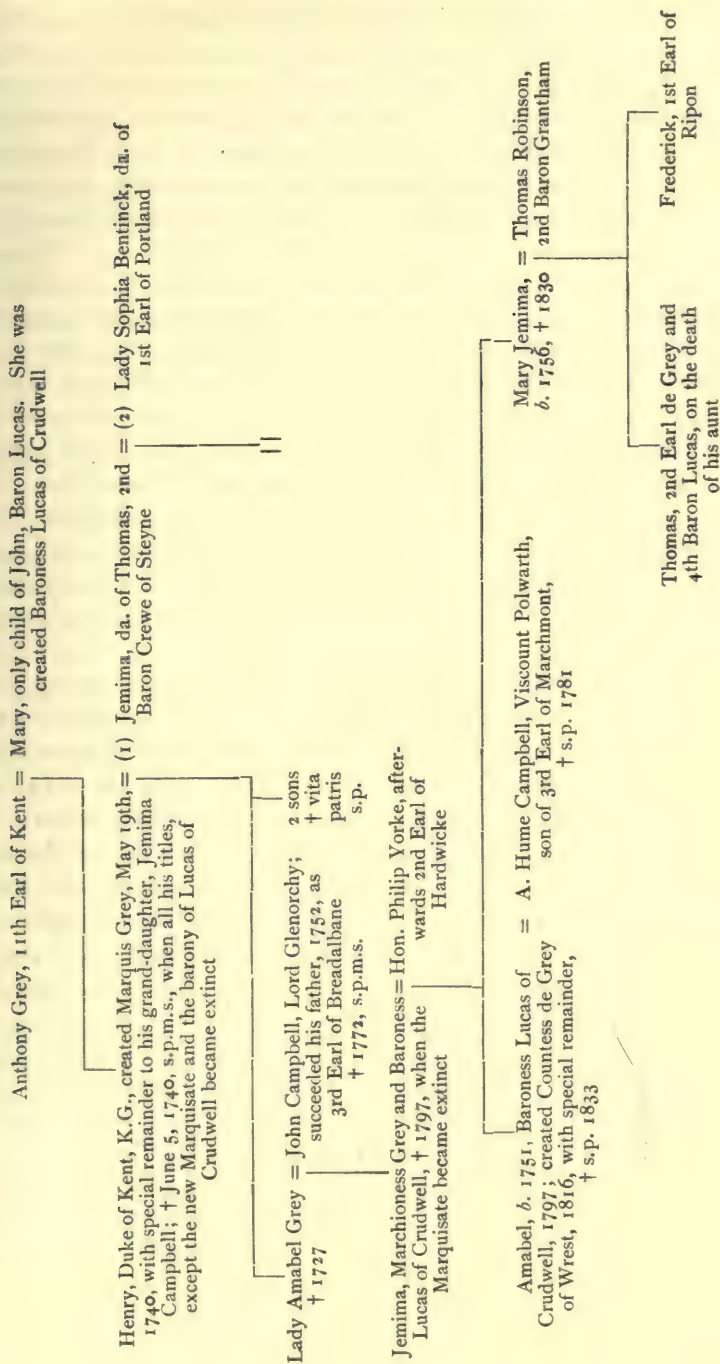 Anthony Grey, 11th Earl of Kent = Mary, only child of John, Baron Lucas. She was
created Baroness Lucas of Crudwell
Henry, Duke of Kent, K.G., created Marquis Grey, May 19th, = (1) Jemima, da. of Thomas, 2nd = (2) Lady Sophia Bentinck, da. of
1740, with special remainder to his grand-daughter, Jemima
Campbell; † June 5, 1740, s.p.m.s., when all his titles,
except the new Marquisate and the barony of Lucas of
Crudwell became extinct
Baron Crewe of Steyne
1st Earl of Portland
Lady Amabel Grey = John Campbell, Lord Glenorchy;
† 1727
succeeded his father, 1752, as
3rd Earl of Breadalbane
† 1772, s.p.m.s.
2 sons
† vita
patris
s.p.
Jemima, Marchioness Grey and Baroness = Hon. Philip Yorke, after-
Lucas of Crudwell, † 1797, when the
Marquisate became extinct
wards 2nd Earl of
Hardwicke
Amabel, b. 1751, Baroness Lucas of
Crudwell, 1797; created Countess de Grey
of Wrest, 1816, with special remainder,
† s.p. 1833
= A. Hume Campbell, Viscount Polwarth,
son of 3rd Earl of Marchmont,
† s.p. 1781
Mary Jemima, = Thomas Robinson,
b. 1756, † 1830
2nd Baron Grantham
Thomas, 2nd Earl de Grey and
4th Baron Lucas, on the death
of his aunt
Frederick, 1st Earl of
Ripon